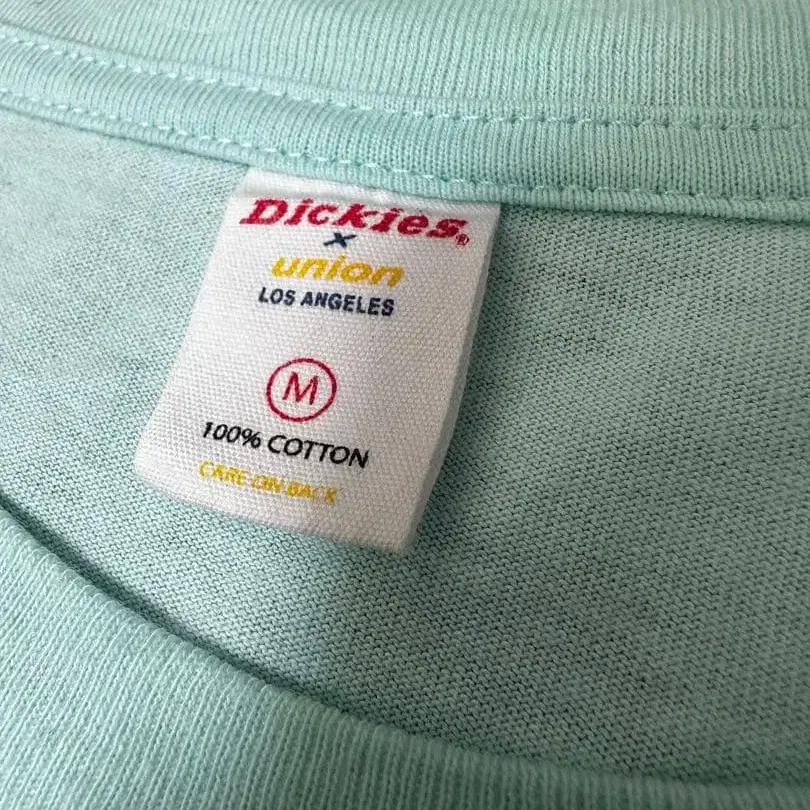 Dickies®
x
union
LOS ANGELES
M
100% COTTON
CARE ON BACK